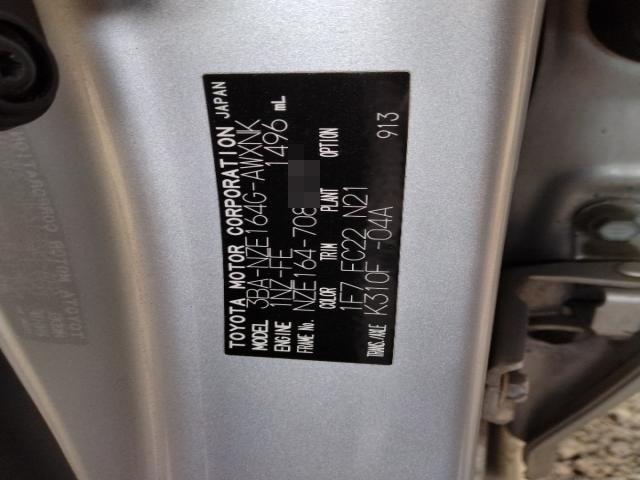 TOYOTA MOTOR CORPORATION JAPAN
MODEL 3BA-NZE164G-AWXNK
ENGINE 1NZ-FE 1496 mL
FRAME No. NZE164-708
COLOR TRIM PLANT OPTION
1F7 FC22 N21
TRANS./AXLE K310F -04A 913